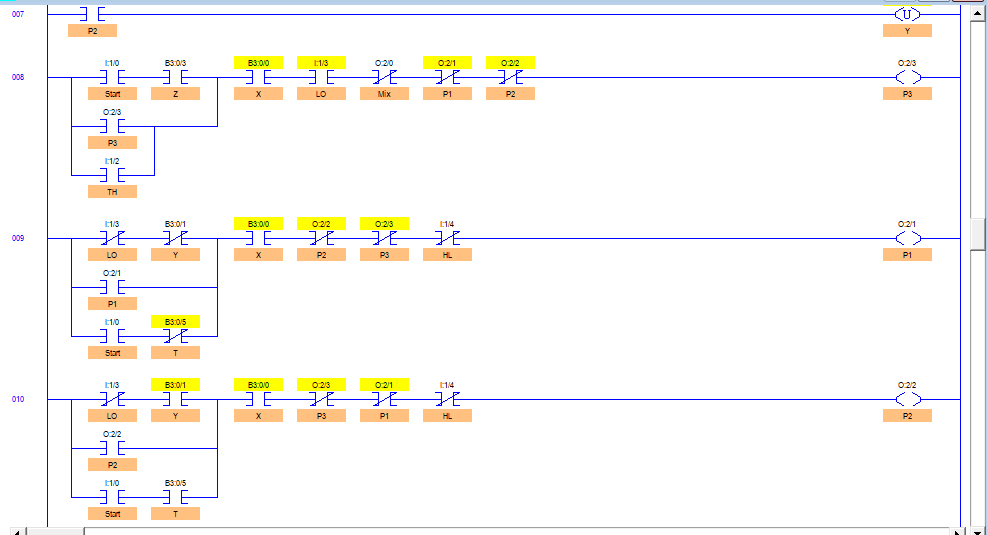 007
U
P2 Y
008
I:1/0 B3:0/3 B3:0/0 I:1/3 O:2/0 O:2/1 O:2/2 O:2/3
Start Z X LO Mix P1 P2 P3
O:2/3
P3
I:1/2
TH
009
I:1/3 B3:0/1 B3:0/0 O:2/2 O:2/3 I:1/4 O:2/1
LO Y X P2 P3 HL P1
O:2/1
P1
I:1/0 B3:0/5
Start T
010
I:1/3 B3:0/1 B3:0/0 O:2/3 O:2/1 I:1/4 O:2/2
LO Y X P3 P1 HL P2
O:2/2
P2
I:1/0 B3:0/5
Start T